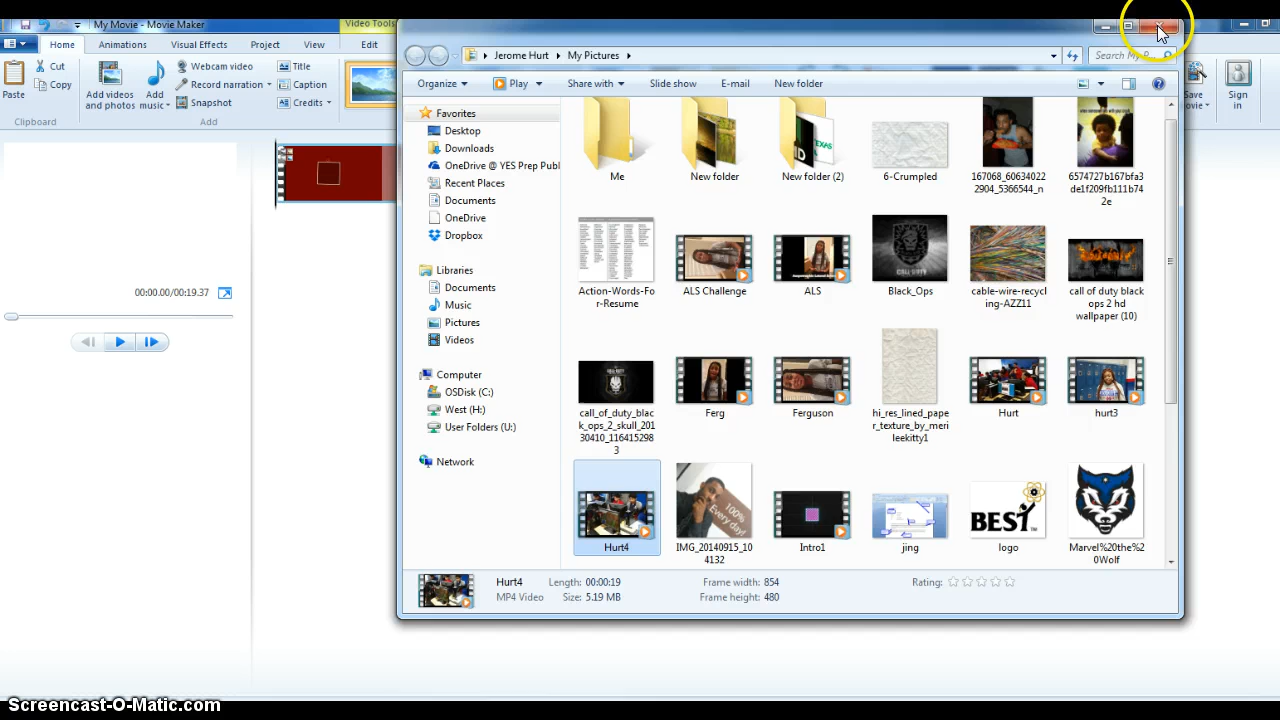 My Movie - Movie Maker
Video Tools
Home
Animations
Visual Effects
Project
View
Edit
Paste
Cut
Copy
Clipboard
Add videos
and photos
Add
music
Webcam video
Record narration
Snapshot
Title
Caption
Credits
Add
Save
movie
Sign
in
00:00.00/00:19.37
Jerome Hurt
My Pictures
Organize
Play
Share with
Slide show
E-mail
New folder
Favorites
Desktop
Downloads
OneDrive @ YES Prep Publ
Recent Places
Documents
OneDrive
Dropbox
Libraries
Documents
Music
Pictures
Videos
Computer
OSDisk (C:)
West (H:)
User Folders (U:)
Network
Me
New folder
New folder (2)
6-Crumpled
167068_60634022
2904_5366544_n
6574727b167bfa3
de1f209fb111b74
2e
Action-Words-Fo
r-Resume
ALS Challenge
ALS
Black_Ops
cable-wire-recycl
ing-AZZ11
call of duty black
ops 2 hd
wallpaper (10)
call_of_duty_blac
k_ops_2_skull_201
30410_116415298
3
Ferg
Ferguson
hi_res_lined_pape
r_texture_by_meri
leekitty1
Hurt
hurt3
Hurt4
IMG_20140915_10
4132
100%
Every day!
Intro1
jing
BEST
logo
Marvel%20the%2
0Wolf
Hurt4
MP4 Video
Length: 00:00:19
Size: 5.19 MB
Frame width: 854
Frame height: 480
Rating:
Screencast-O-Matic.com